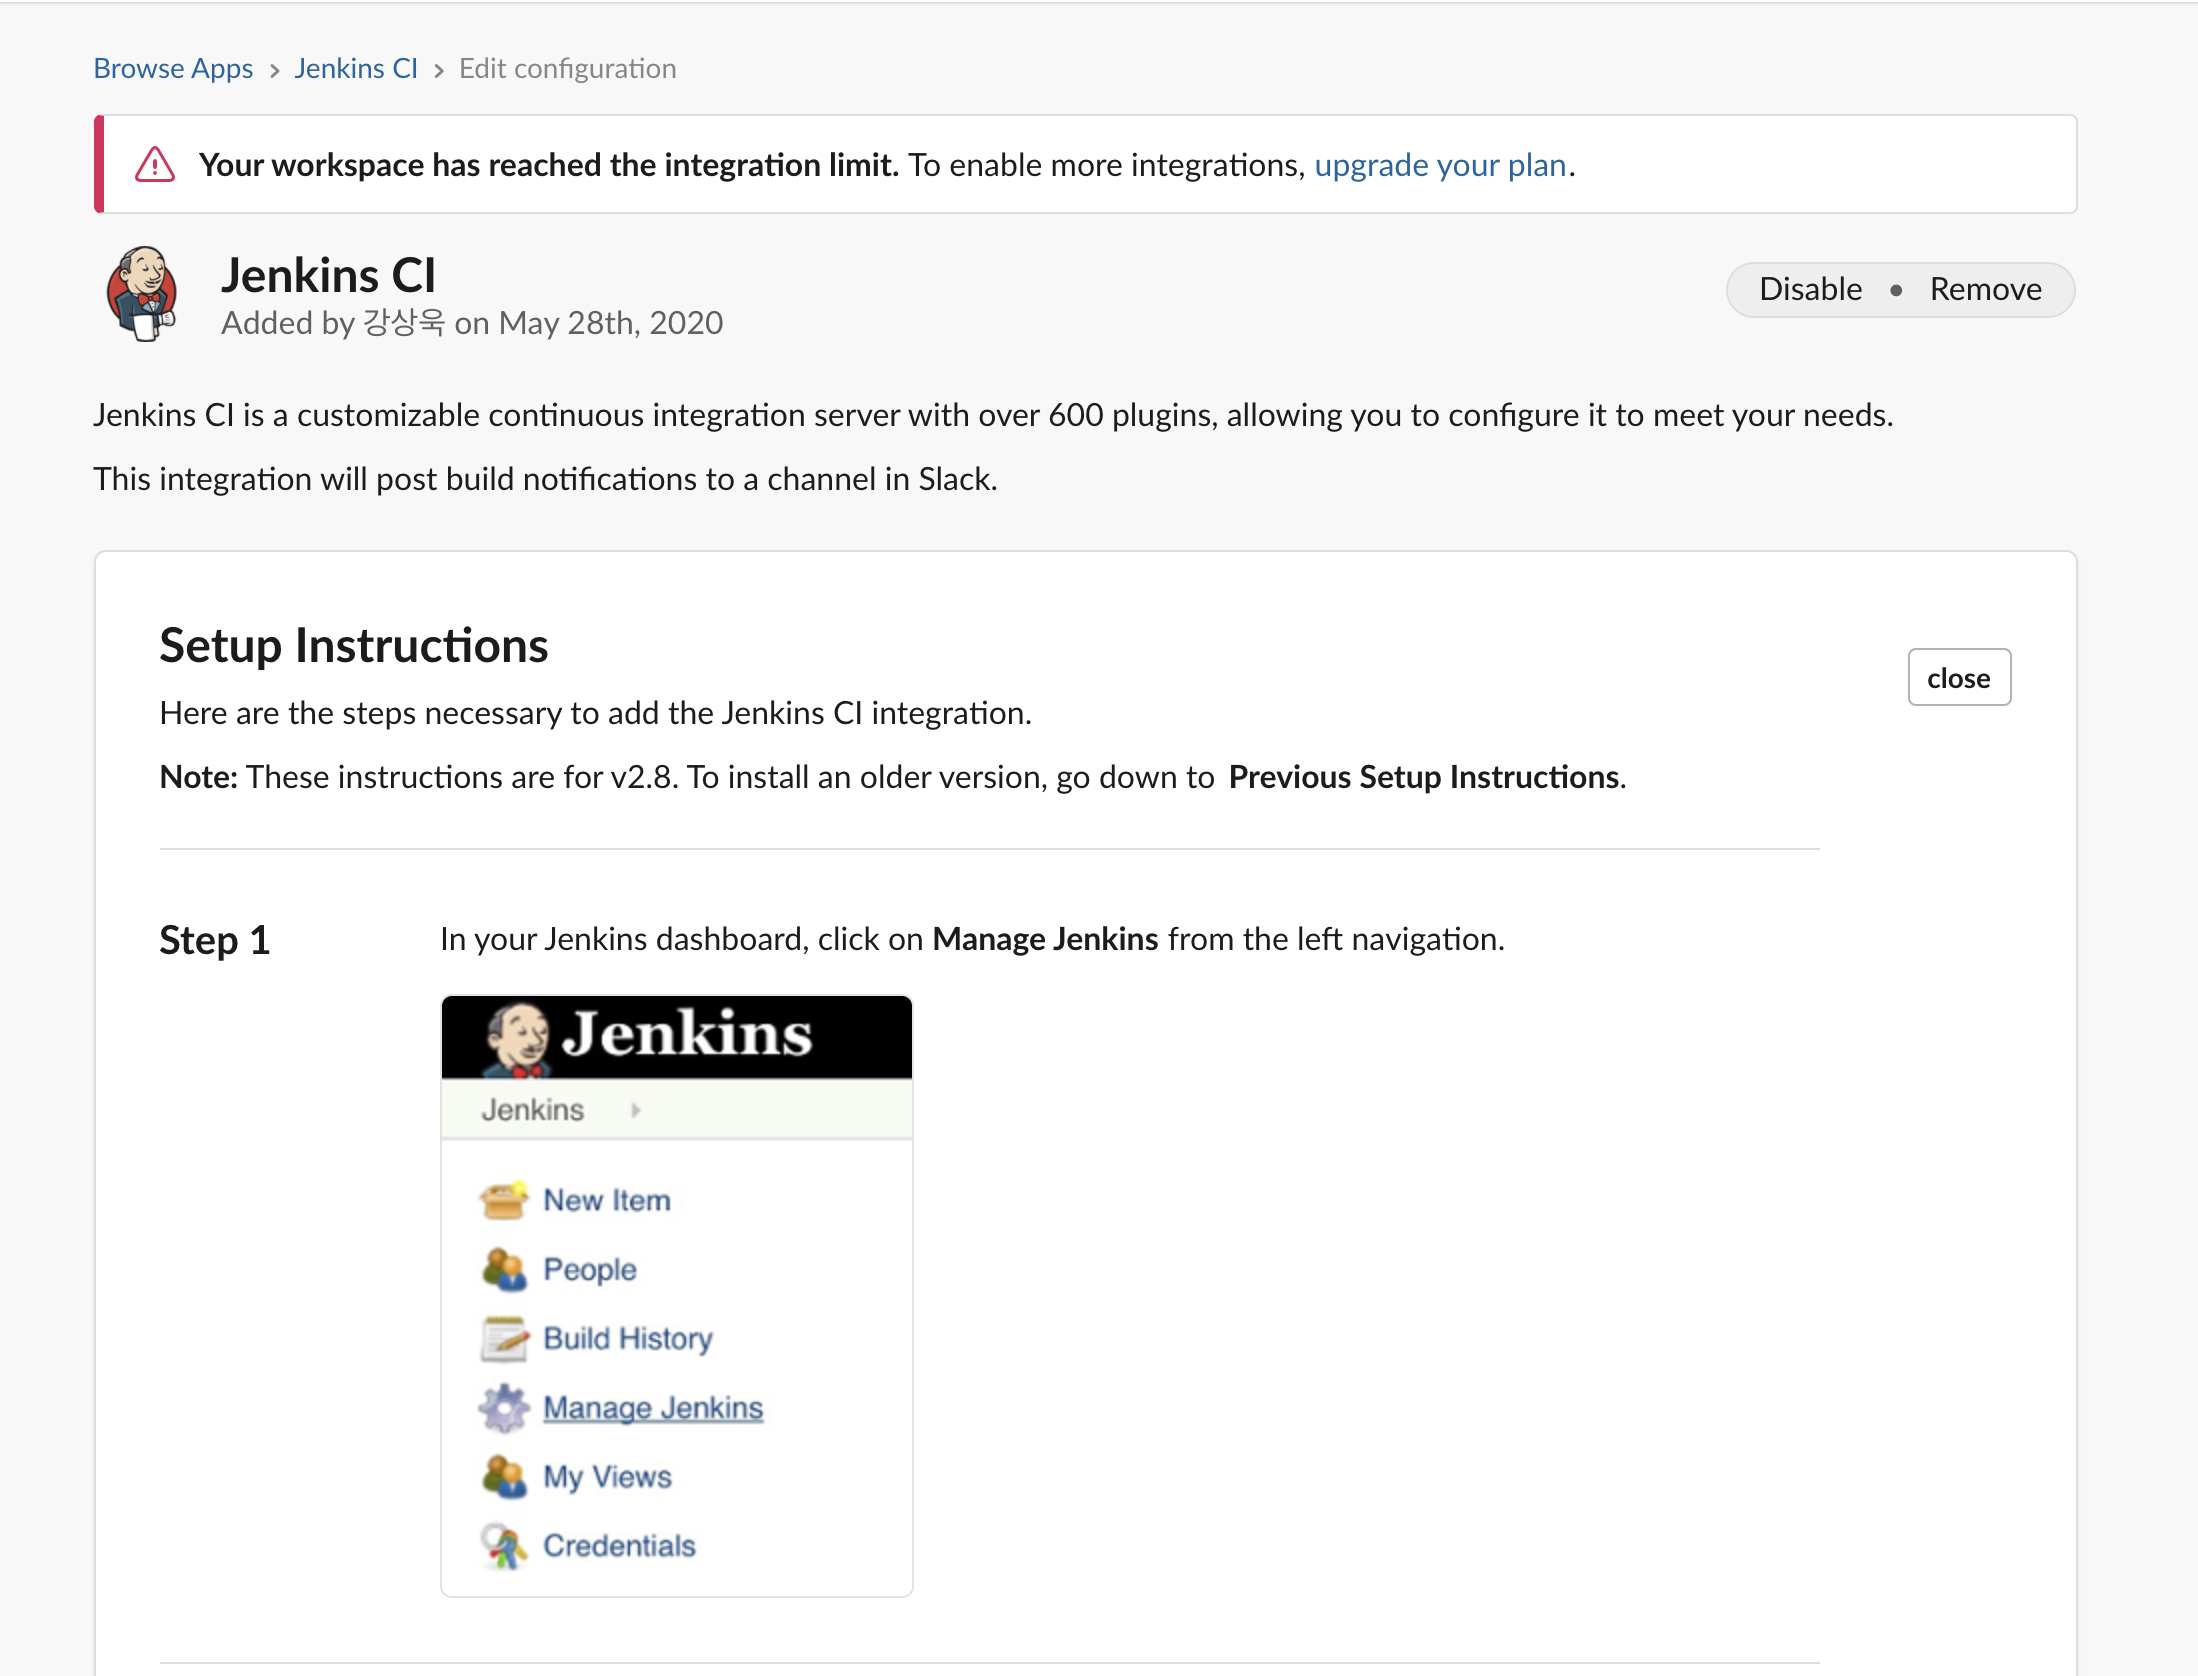 Browse Apps › Jenkins CI › Edit configuration
Your workspace has reached the integration limit. To enable more integrations, upgrade your plan.
Jenkins CI
Added by 강상욱 on May 28th, 2020
Disable • Remove
Jenkins CI is a customizable continuous integration server with over 600 plugins, allowing you to configure it to meet your needs.
This integration will post build notifications to a channel in Slack.
Setup Instructions
close
Here are the steps necessary to add the Jenkins CI integration.
Note: These instructions are for v2.8. To install an older version, go down to Previous Setup Instructions.
Step 1
In your Jenkins dashboard, click on Manage Jenkins from the left navigation.
Jenkins
Jenkins
New Item
People
Build History
Manage Jenkins
My Views
Credentials